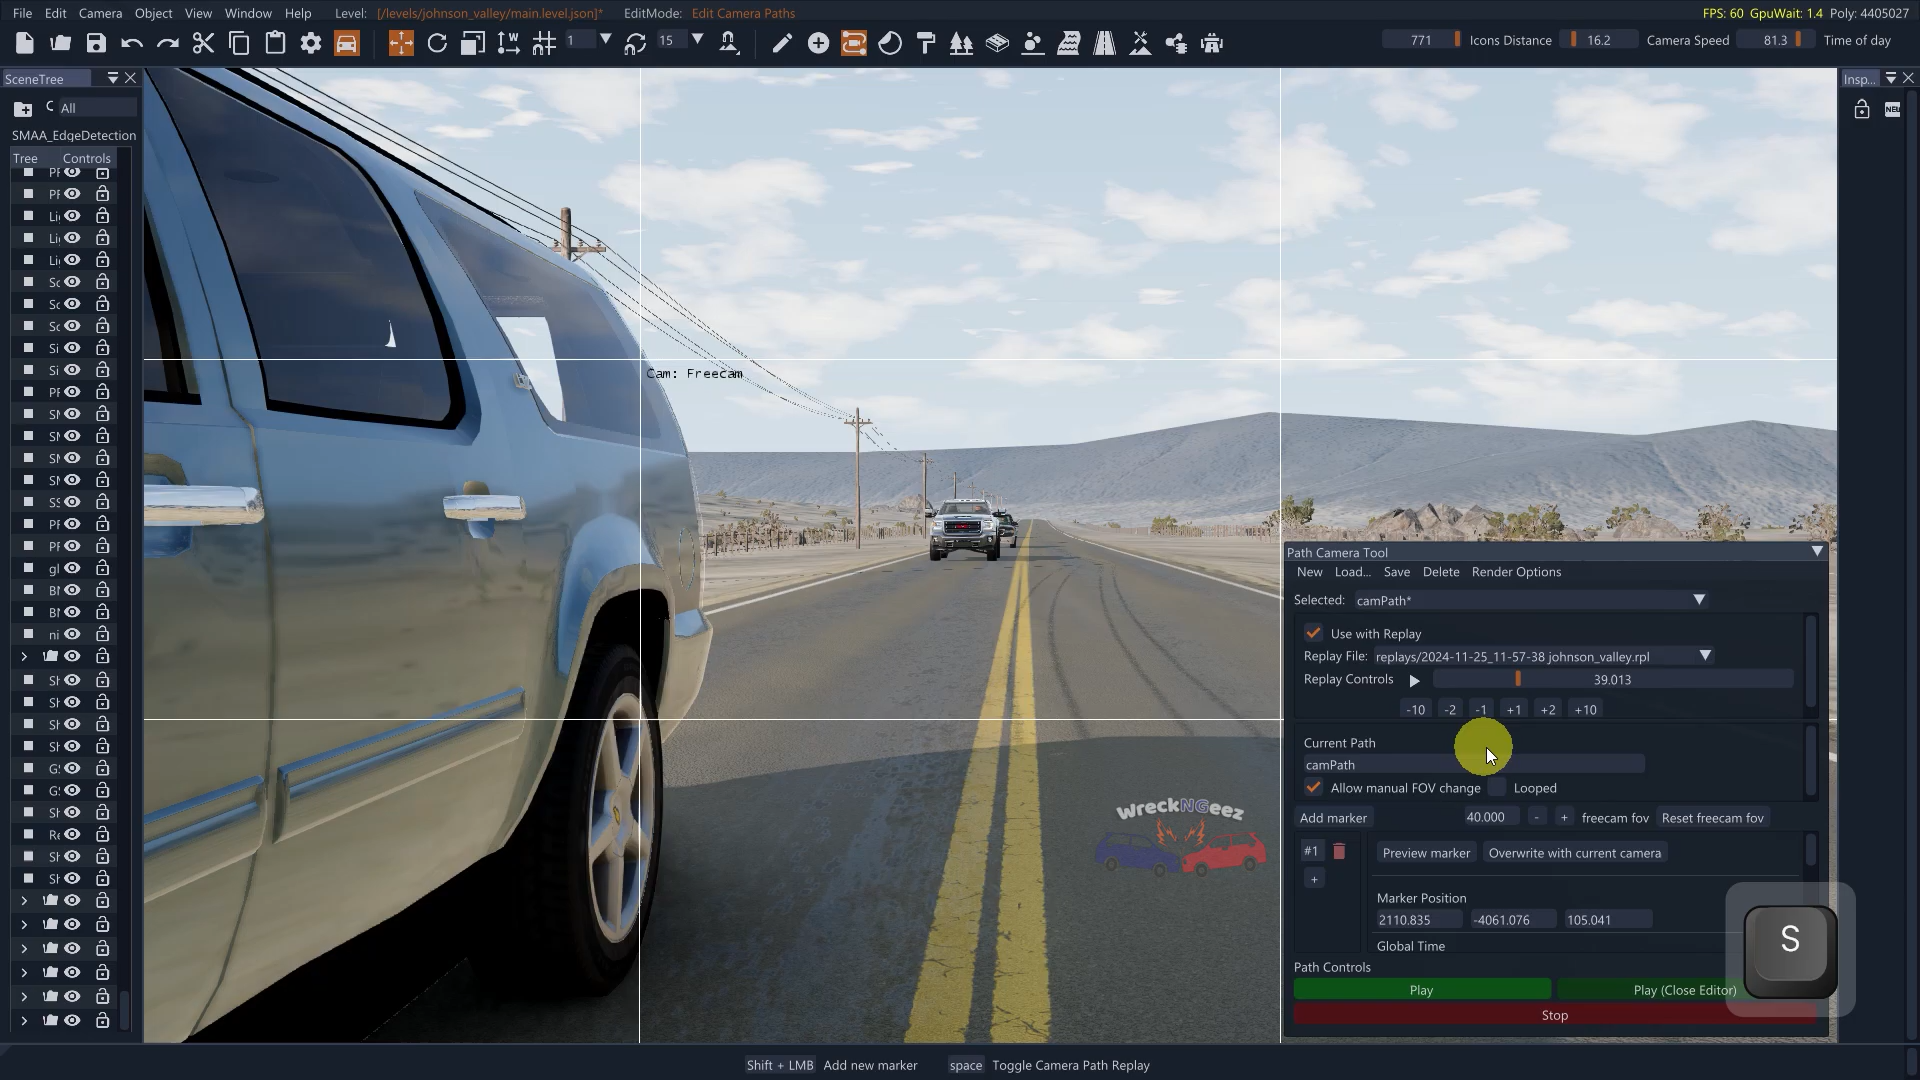 File Edit Camera Object View Window Help Level: [/levels/johnson_valley/main.level.json]* EditMode: Edit Camera Paths FPS: 60 GpuWait: 1.4 Poly: 4405027
1 15 771 Icons Distance 16.2 Camera Speed 81.3 Time of day
SceneTree Insp...
All
SMAA_EdgeDetection
Tree Controls
Cam: Freecam
Path Camera Tool
New Load... Save Delete Render Options
Selected: camPath*
Use with Replay
Replay File: replays/2024-11-25_11-57-38 johnson_valley.rpl
Replay Controls 39.013
-10 -2 -1 +1 +2 +10
Current Path
camPath
Allow manual FOV change Looped
Add marker 40.000 - + freecam fov Reset freecam fov
#1 Preview marker Overwrite with current camera
+
Marker Position
2110.835 -4061.076 105.041
Global Time
Path Controls
Play Play (Close Editor)
Stop
WreckNGeez
S
Shift + LMB Add new marker space Toggle Camera Path Replay